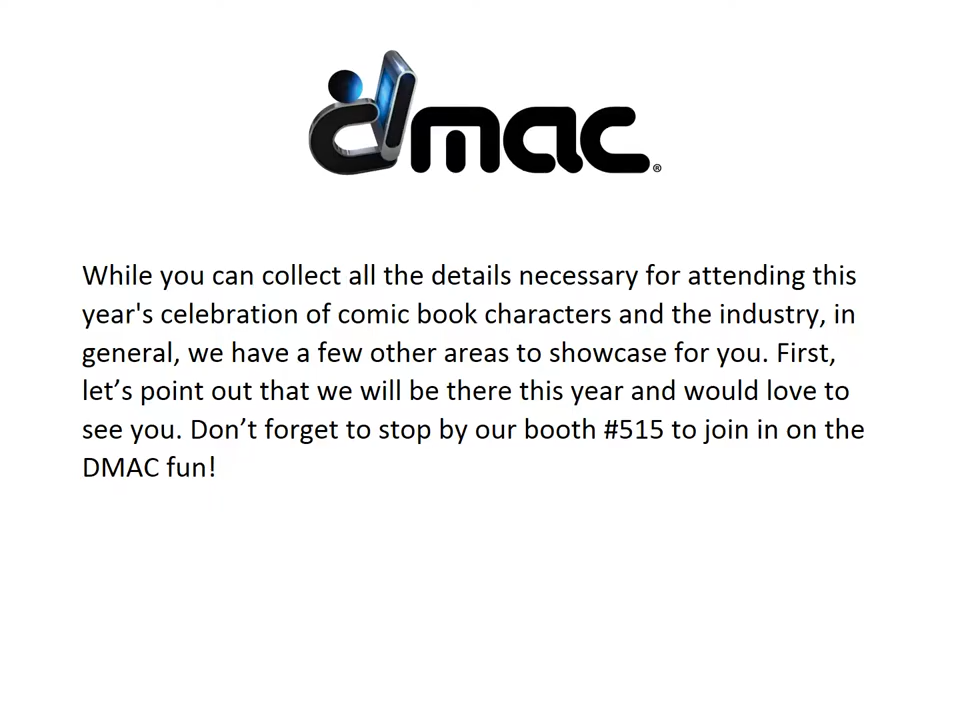 dmac®
While you can collect all the details necessary for attending this
year's celebration of comic book characters and the industry, in
general, we have a few other areas to showcase for you. First,
let’s point out that we will be there this year and would love to
see you. Don’t forget to stop by our booth #515 to join in on the
DMAC fun!